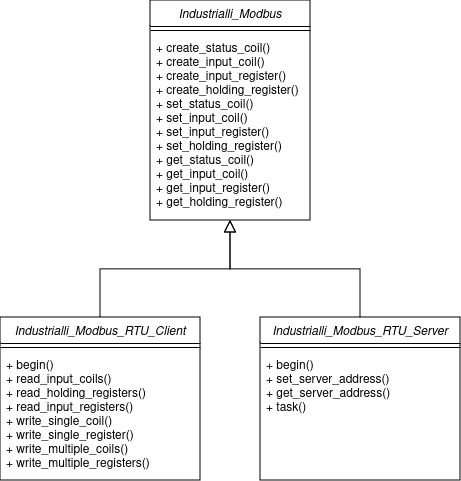 Industrialli_Modbus
+ create_status_coil()
+ create_input_coil()
+ create_input_register()
+ create_holding_register()
+ set_status_coil()
+ set_input_coil()
+ set_input_register()
+ set_holding_register()
+ get_status_coil()
+ get_input_coil()
+ get_input_register()
+ get_holding_register()
Industrialli_Modbus_RTU_Client
+ begin()
+ read_input_coils()
+ read_holding_registers()
+ read_input_registers()
+ write_single_coil()
+ write_single_register()
+ write_multiple_coils()
+ write_multiple_registers()
Industrialli_Modbus_RTU_Server
+ begin()
+ set_server_address()
+ get_server_address()
+ task()